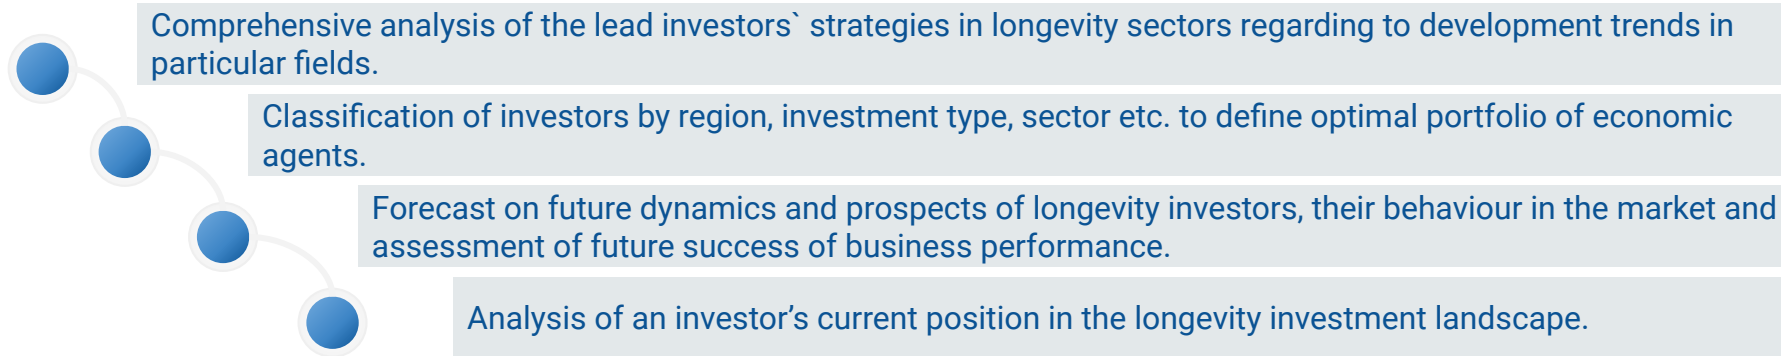 Comprehensive analysis of the lead investors` strategies in longevity sectors regarding to development trends in
particular fields.
Classification of investors by region, investment type, sector etc. to define optimal portfolio of economic
agents.
Forecast on future dynamics and prospects of longevity investors, their behaviour in the market and
assessment of future success of business performance.
Analysis of an investor’s current position in the longevity investment landscape.